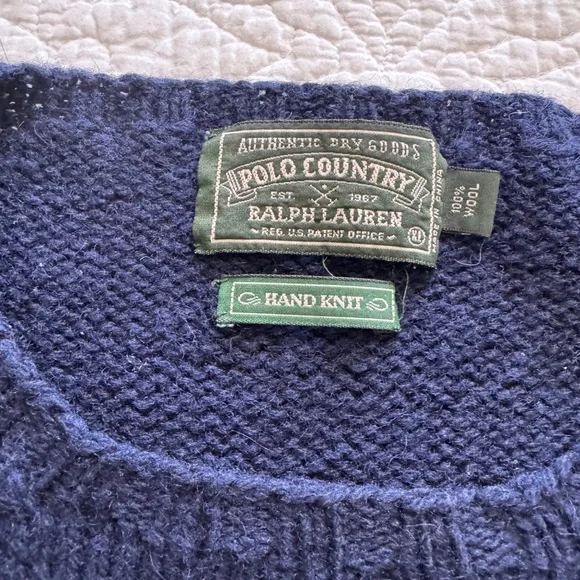 AUTHENTIC DRY GOODS
POLO COUNTRY
EST. 1967
RALPH LAUREN
~ REG. U.S. PATENT OFFICE ~
XL
MADE IN CHINA
100%
WOOL
HAND KNIT